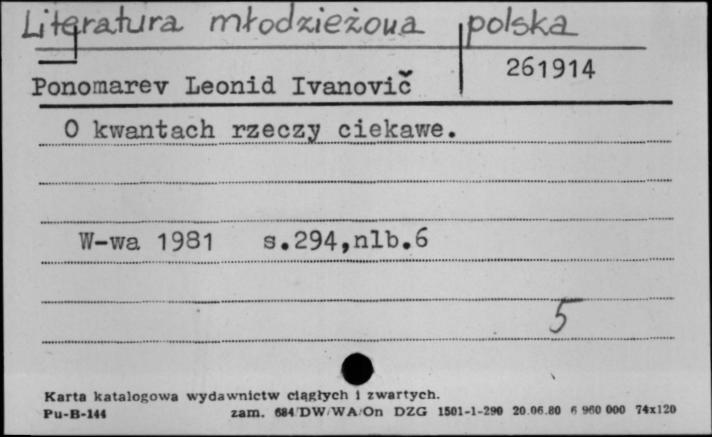 Literatura młodzieżowa polska
Ponomarev Leonid Ivanovič 261914
O kwantach rzeczy ciekawe.
W-wa 1981 s.294,nlb.6
5
Karta katalogowa wydawnictw ciągłych i zwartych.
Pu-B-144 zam. 684/DW/WA/On DZG 1501-1-290 20.06.80 6 960 000 74x120